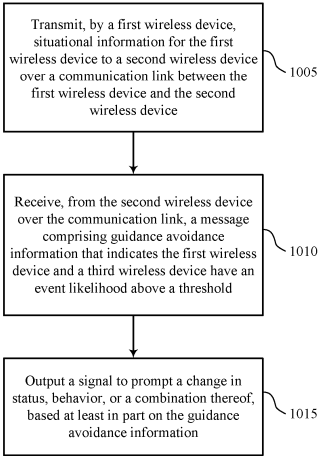 Transmit, by a first wireless device,
situational information for the first
wireless device to a second wireless device
over a communication link between the
first wireless device and the second
wireless device
1005
Receive, from the second wireless device
over the communication link, a message
comprising guidance avoidance
information that indicates the first wireless
device and a third wireless device have an
event likelihood above a threshold
1010
Output a signal to prompt a change in
status, behavior, or a combination thereof,
based at least in part on the guidance
avoidance information
1015